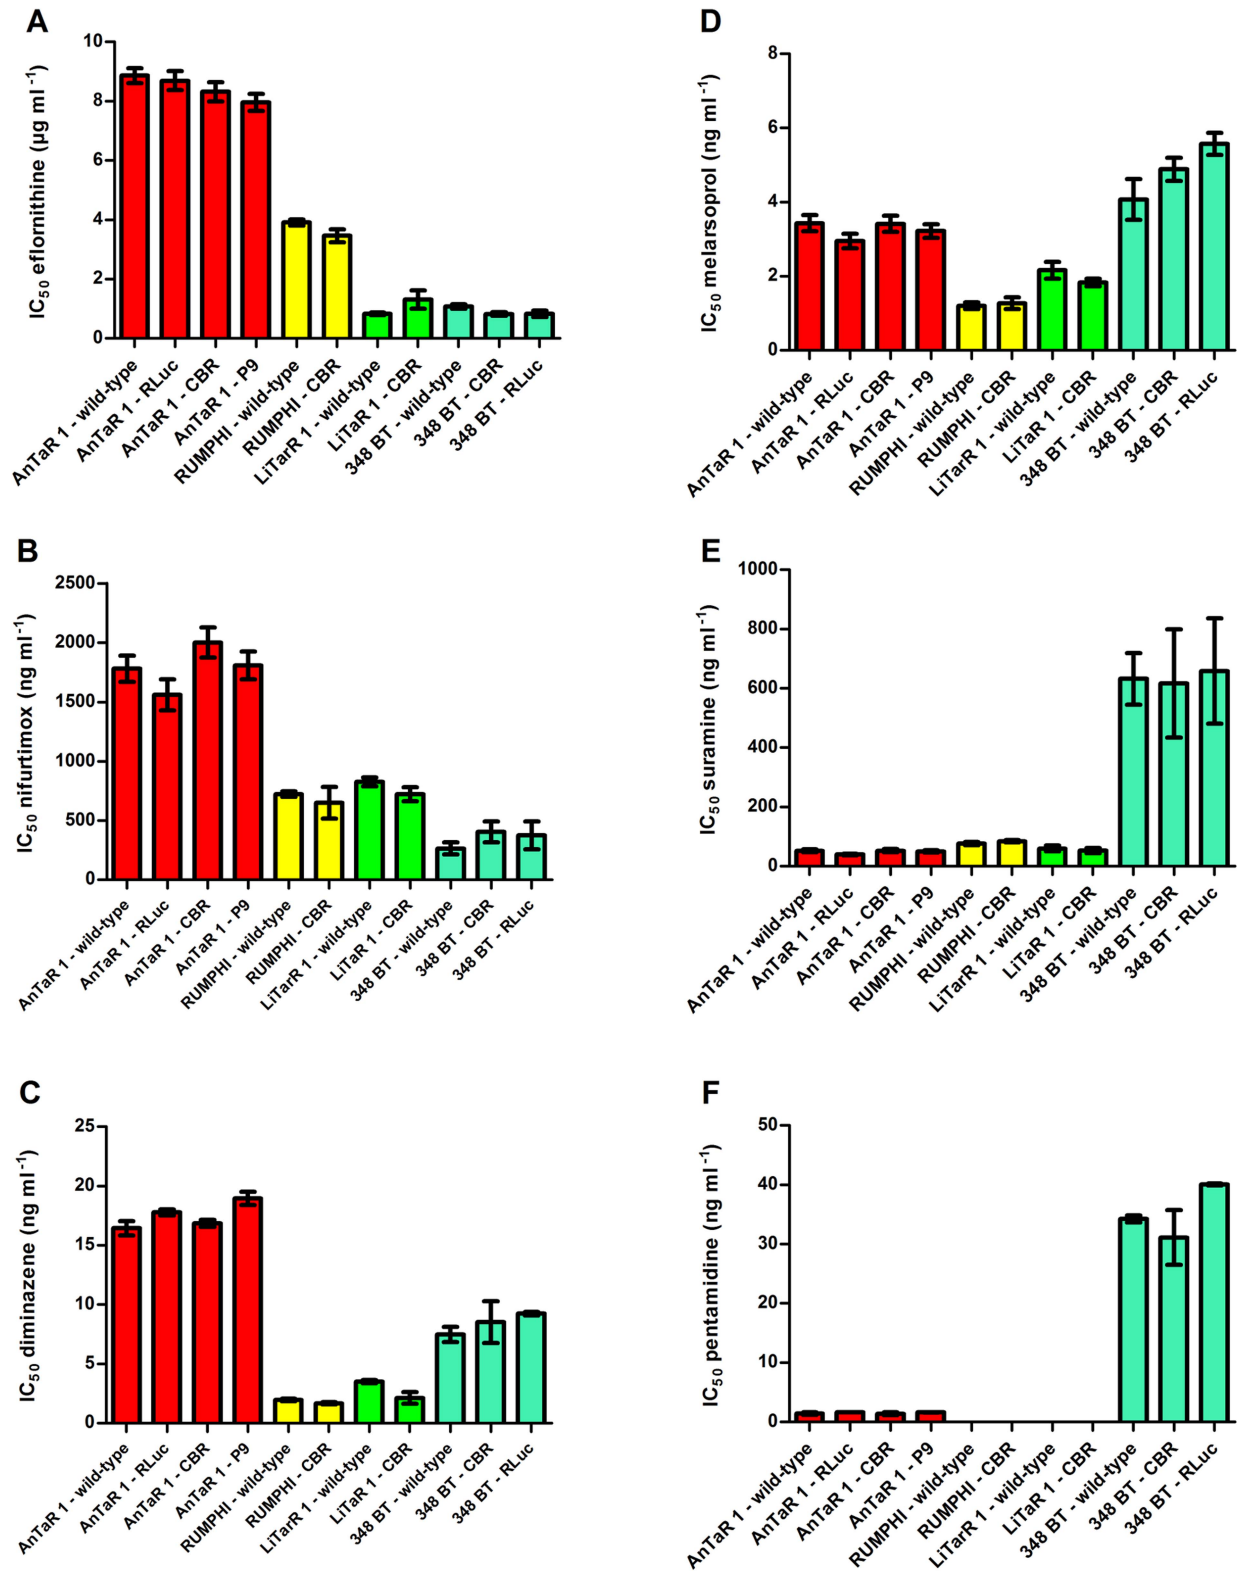 A
IC50 eflornithine (µg ml-1)
10
8
6
4
2
0
AnTaR 1 - wild-type
AnTaR 1 - RLuc
AnTaR 1 - CBR
AnTaR 1 - P9
RUMPHI - wild-type
RUMPHI - CBR
LiTarR 1 - wild-type
LiTaR 1 - CBR
348 BT - wild-type
348 BT - CBR
348 BT - RLuc
D
IC50 melarsoprol (ng ml-1)
8
6
4
2
0
AnTaR 1 - wild-type
AnTaR 1 - RLuc
AnTaR 1 - CBR
AnTaR 1 - P9
RUMPHI - wild-type
RUMPHI - CBR
LiTarR 1 - wild-type
LiTaR 1 - CBR
348 BT - wild-type
348 BT - CBR
348 BT - RLuc
B
IC50 nifurtimox (ng ml-1)
2500
2000
1500
1000
500
0
AnTaR 1 - wild-type
AnTaR 1 - RLuc
AnTaR 1 - CBR
AnTaR 1 - P9
RUMPHI - wild-type
RUMPHI - CBR
LiTarR 1 - wild-type
LiTaR 1 - CBR
348 BT - wild-type
348 BT - CBR
348 BT - RLuc
E
IC50 suramine (ng ml-1)
1000
800
600
400
200
0
AnTaR 1 - wild-type
AnTaR 1 - RLuc
AnTaR 1 - CBR
AnTaR 1 - P9
RUMPHI - wild-type
RUMPHI - CBR
LiTarR 1 - wild-type
LiTaR 1 - CBR
348 BT - wild-type
348 BT - CBR
348 BT - RLuc
C
IC50 diminazene (ng ml-1)
25
20
15
10
5
0
AnTaR 1 - wild-type
AnTaR 1 - RLuc
AnTaR 1 - CBR
AnTaR 1 - P9
RUMPHI - wild-type
RUMPHI - CBR
LiTarR 1 - wild-type
LiTaR 1 - CBR
348 BT - wild-type
348 BT - CBR
348 BT - RLuc
F
IC50 pentamidine (ng ml-1)
50
40
30
20
10
0
AnTaR 1 - wild-type
AnTaR 1 - RLuc
AnTaR 1 - CBR
AnTaR 1 - P9
RUMPHI - wild-type
RUMPHI - CBR
LiTarR 1 - wild-type
LiTaR 1 - CBR
348 BT - wild-type
348 BT - CBR
348 BT - RLuc